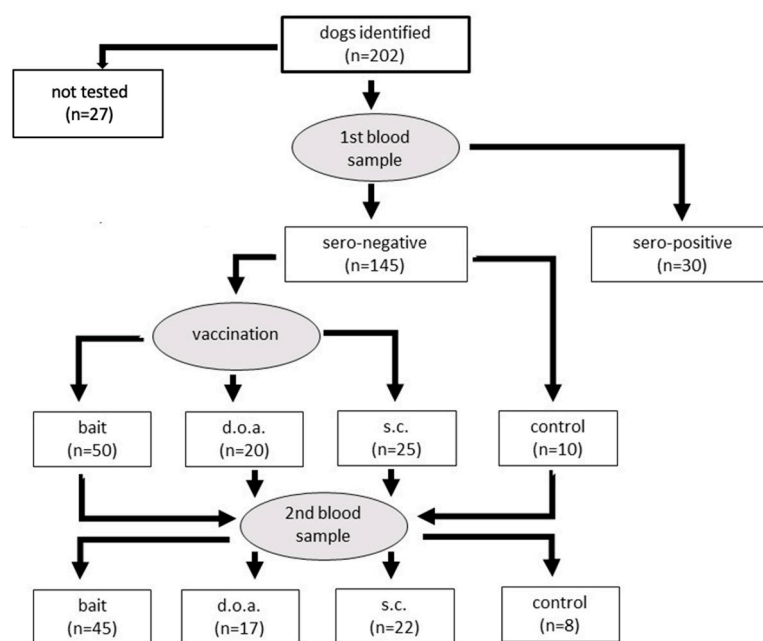 dogs identified
(n=202)
not tested
(n=27)
1st blood
sample
sero-negative
(n=145)
sero-positive
(n=30)
vaccination
bait
(n=50)
d.o.a.
(n=20)
s.c.
(n=25)
control
(n=10)
2nd blood
sample
bait
(n=45)
d.o.a.
(n=17)
s.c.
(n=22)
control
(n=8)